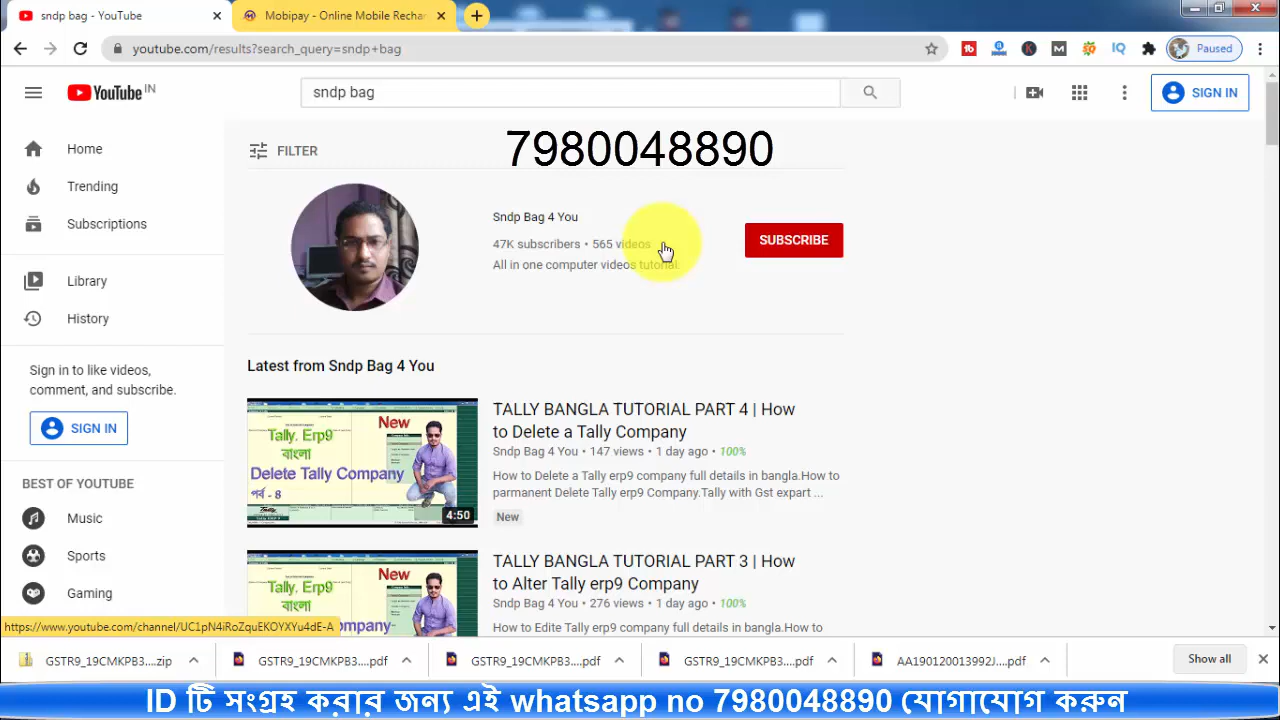 sndp bag - YouTube
Mobipay - Online Mobile Rechar
youtube.com/results?search_query=sndp+bag
Paused
YouTube IN
sndp bag
SIGN IN
Home
Trending
Subscriptions
Library
History
Sign in to like videos,
comment, and subscribe.
SIGN IN
BEST OF YOUTUBE
Music
Sports
Gaming
FILTER
7980048890
Sndp Bag 4 You
47K subscribers • 565 videos
All in one computer videos tutorial.
SUBSCRIBE
Latest from Sndp Bag 4 You
New
Tally, Erp9
বাংলা
Delete Tally Company
পর্ব - ৪
4:50
TALLY BANGLA TUTORIAL PART 4 | How
to Delete a Tally Company
Sndp Bag 4 You • 147 views • 1 day ago • 100%
How to Delete a Tally erp9 company full details in bangla.How to
parmanent Delete Tally erp9 Company.Tally with Gst expart ...
New
New
Tally, Erp9
বাংলা
ompany
TALLY BANGLA TUTORIAL PART 3 | How
to Alter Tally erp9 Company
Sndp Bag 4 You • 276 views • 1 day ago • 100%
How to Edite Tally erp9 company full details in bangla.How to
https://www.youtube.com/channel/UC1pN4iRoZquEKOYXYu4dE-A
GSTR9_19CMKPB3....zip
GSTR9_19CMKPB3....pdf
GSTR9_19CMKPB3....pdf
GSTR9_19CMKPB3....pdf
AA190120013992J....pdf
Show all
ID টি সংগ্রহ করার জন্য এই whatsapp no 7980048890 যোগাযোগ করুন